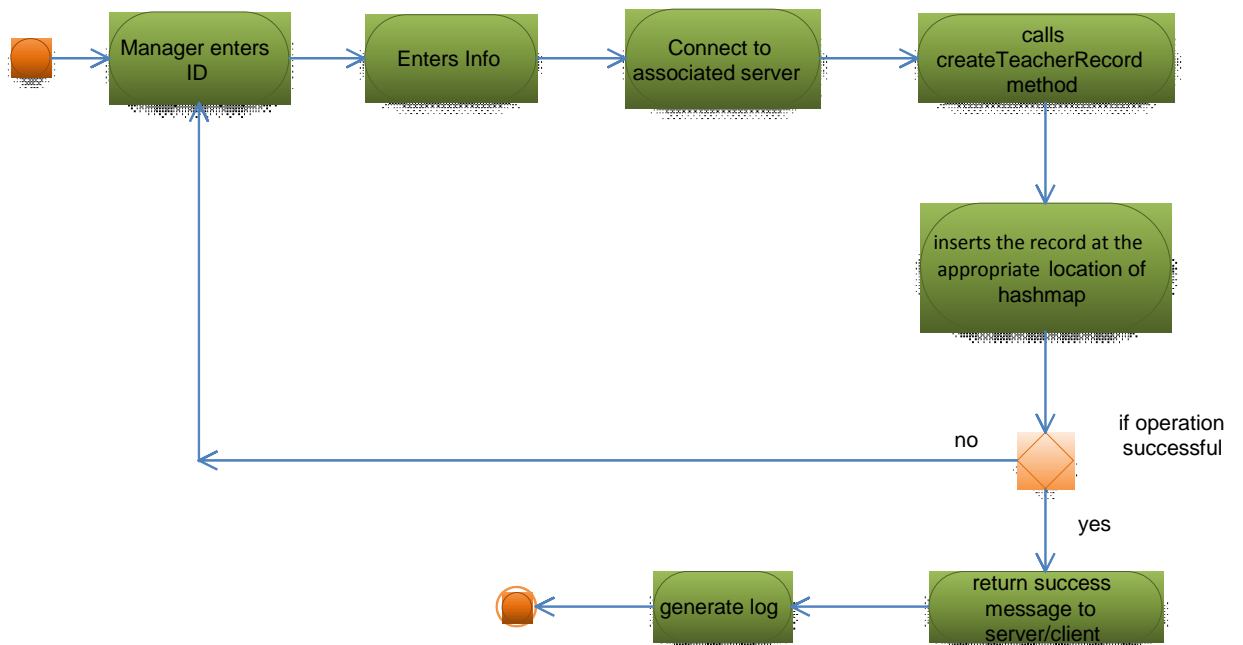 Manager enters
ID
Enters Info
Connect to
associated server
calls
createTeacherRecord
method
inserts the record at the
appropriate location of
hashmap
if operation
successful
no
yes
return success
message to
server/client
generate log